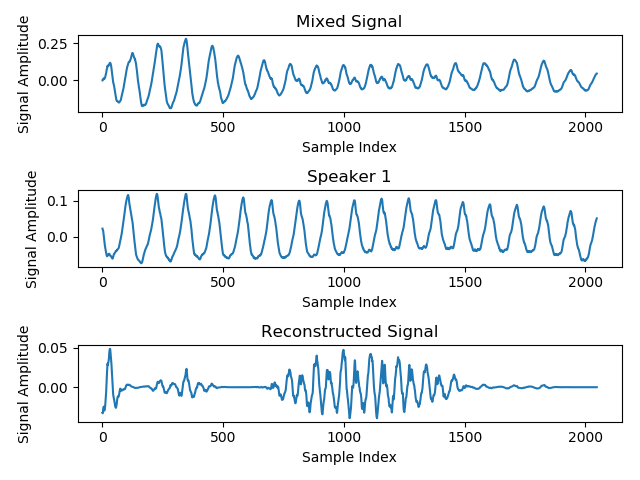 Mixed Signal
Signal Amplitude
0.25
0.00
0 500 1000 1500 2000
Sample Index
Speaker 1
Signal Amplitude
0.1
0.0
0 500 1000 1500 2000
Sample Index
Reconstructed Signal
Signal Amplitude
0.05
0.00
0 500 1000 1500 2000
Sample Index